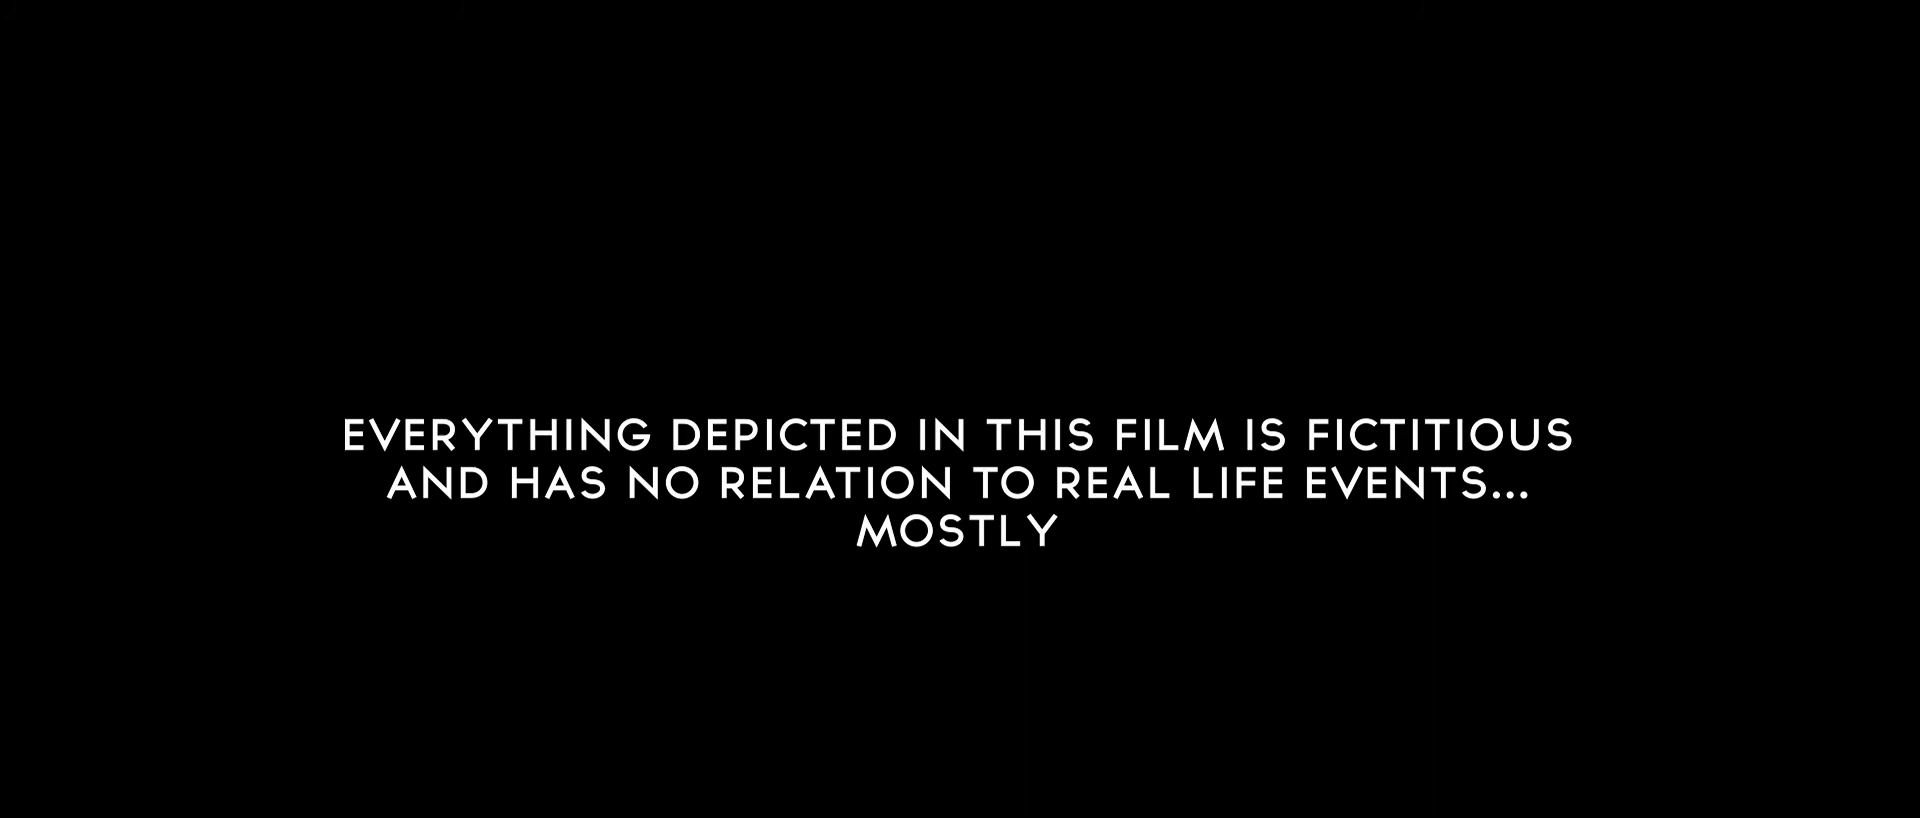 EVERYTHING DEPICTED IN THIS FILM IS FICTITIOUS
AND HAS NO RELATION TO REAL LIFE EVENTS...
MOSTLY